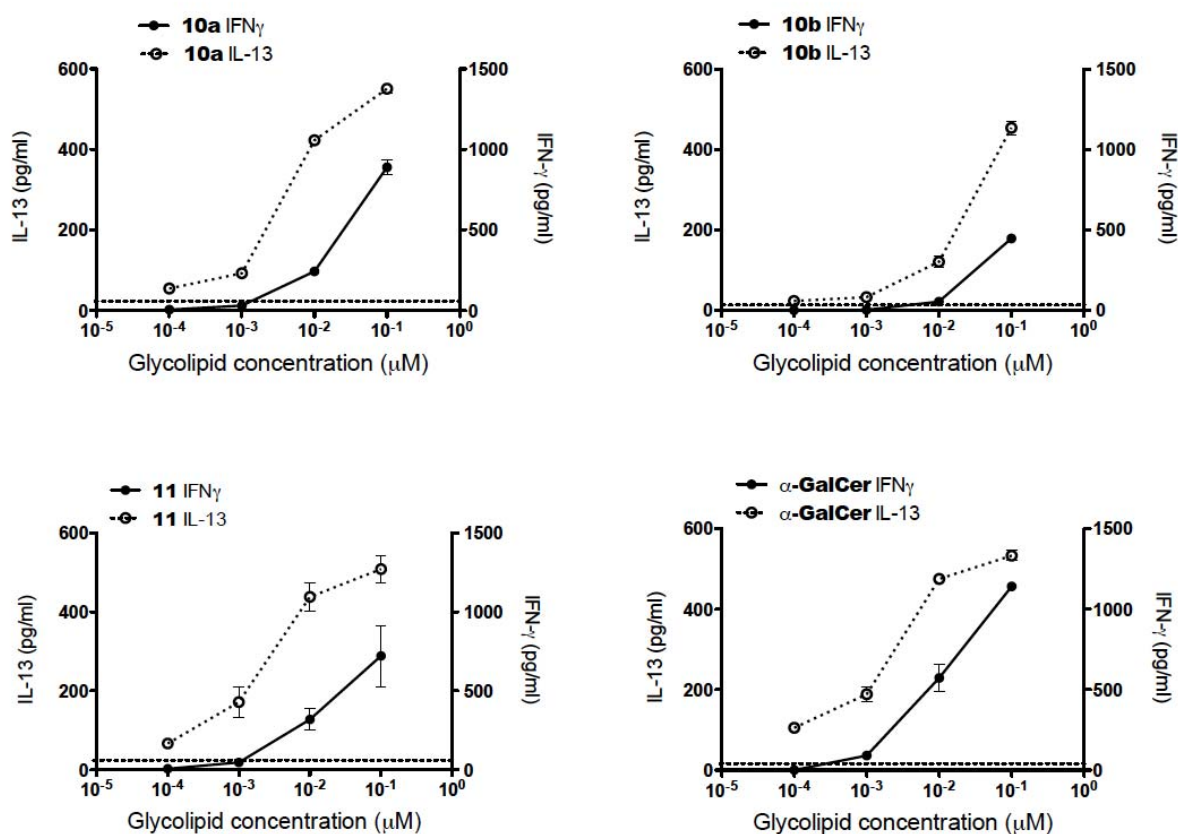 10a IFNγ
10a IL-13
600
400
200
0
IL-13 (pg/ml)
1500
1000
500
0
IFN-γ (pg/ml)
10⁻⁵ 10⁻⁴ 10⁻³ 10⁻² 10⁻¹ 10⁰
Glycolipid concentration (μM)
10b IFNγ
10b IL-13
600
400
200
0
IL-13 (pg/ml)
1500
1000
500
0
IFN-γ (pg/ml)
10⁻⁵ 10⁻⁴ 10⁻³ 10⁻² 10⁻¹ 10⁰
Glycolipid concentration (μM)
11 IFNγ
11 IL-13
600
400
200
0
IL-13 (pg/ml)
1500
1000
500
0
IFN-γ (pg/ml)
10⁻⁵ 10⁻⁴ 10⁻³ 10⁻² 10⁻¹ 10⁰
Glycolipid concentration (μM)
α-GalCer IFNγ
α-GalCer IL-13
600
400
200
0
IL-13 (pg/ml)
1500
1000
500
0
IFN-γ (pg/ml)
10⁻⁵ 10⁻⁴ 10⁻³ 10⁻² 10⁻¹ 10⁰
Glycolipid concentration (μM)